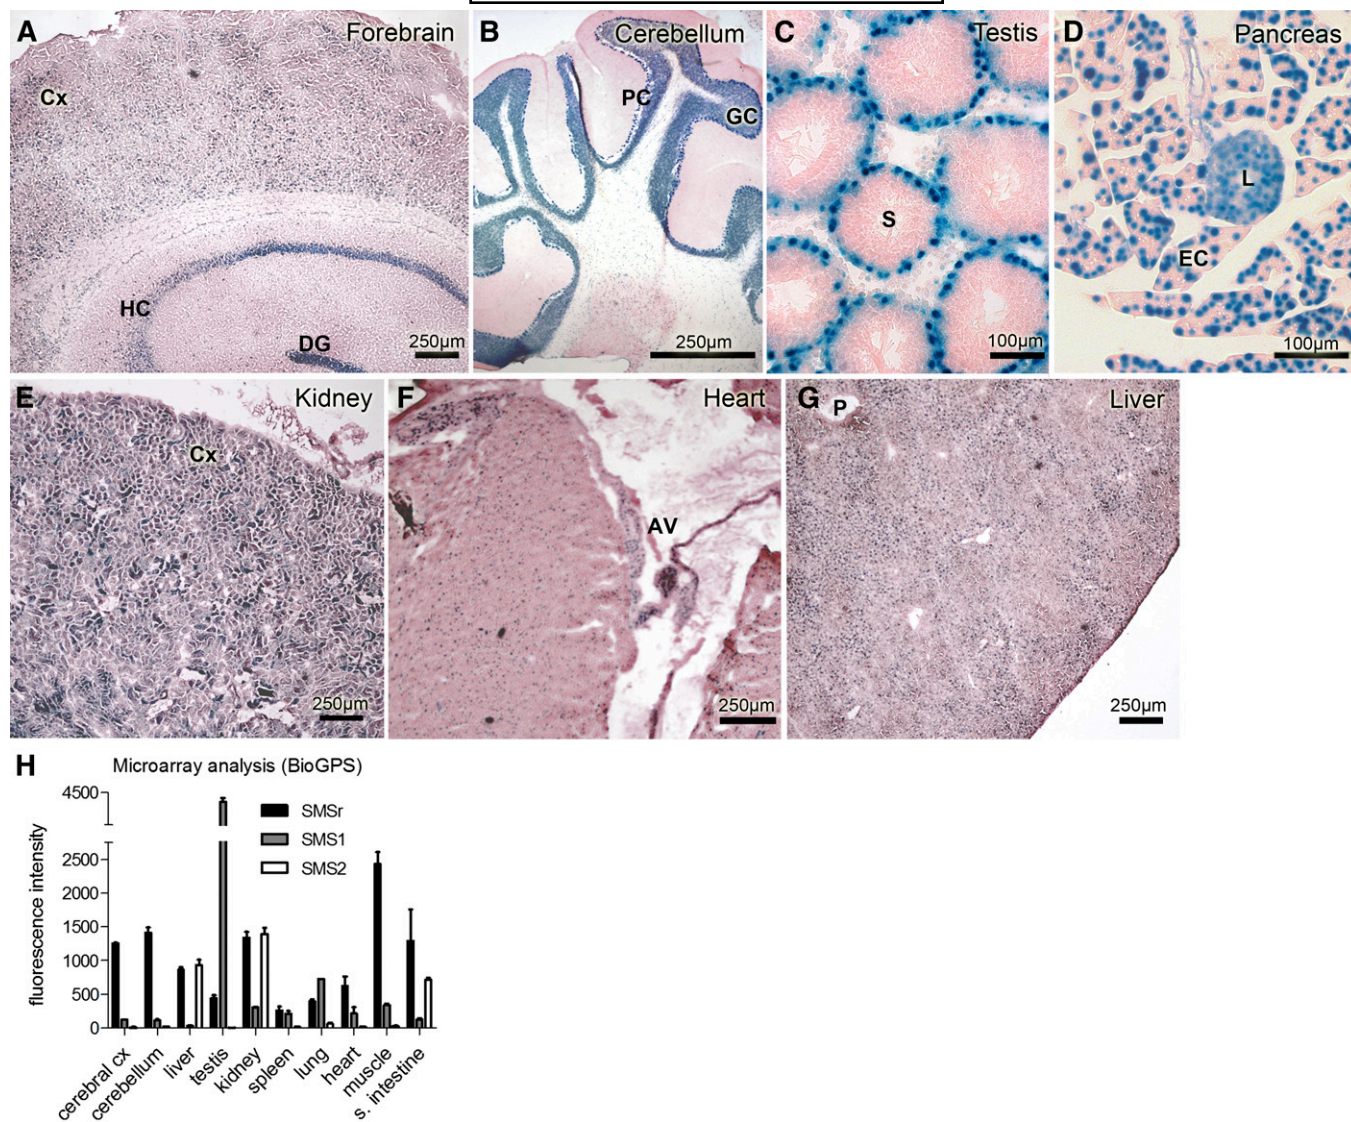 A Forebrain
Cx
HC
DG
250µm
B Cerebellum
PC
GC
250µm
C Testis
S
100µm
D Pancreas
L
EC
100µm
E Kidney
Cx
250µm
F Heart
AV
250µm
G Liver
P
250µm
H Microarray analysis (BioGPS)
fluorescence intensity
4500
2500
2000
1500
1000
500
0
SMSr
SMS1
SMS2
cerebral cx
cerebellum
liver
testis
kidney
spleen
lung
heart
muscle
s. intestine